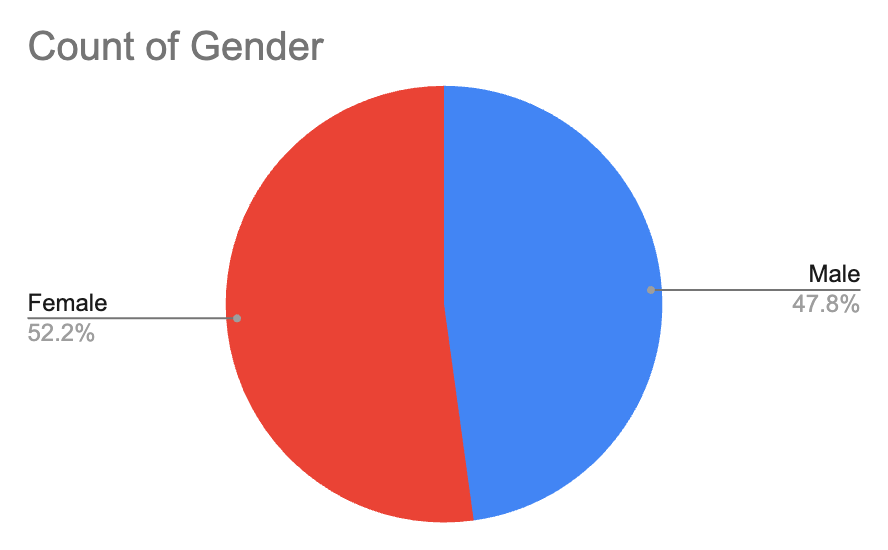 Count of Gender
Male
47.8%
Female
52.2%